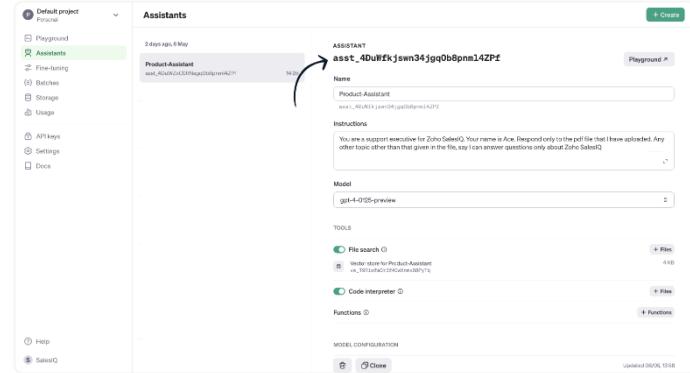 Default project
Personal
Playground
Assistants
Fine-tuning
Batches
Storage
Usage
API keys
Settings
Docs
Help
SalesIQ
Assistants
+ Create
2 days ago, 6 May
Product-Assistant
ASSISTANT
asst_4DuWfkjswn34jgqOb8pnml4ZPf
Playground
Name
Product-Assistant
Instructions
You are a support executive for Zoho SalesIQ. Your name is Ace. Respond only to the pdf file that I have uploaded. Any
other topic other than that given in the file, say I can answer questions only about Zoho SalesIQ
Model
gpt-4-0125-preview
TOOLS
File search
+ Files
Vector store for Product-Assistant
4 KB
Code interpreter
+ Files
Functions
+ Functions
MODEL CONFIGURATION
Clone